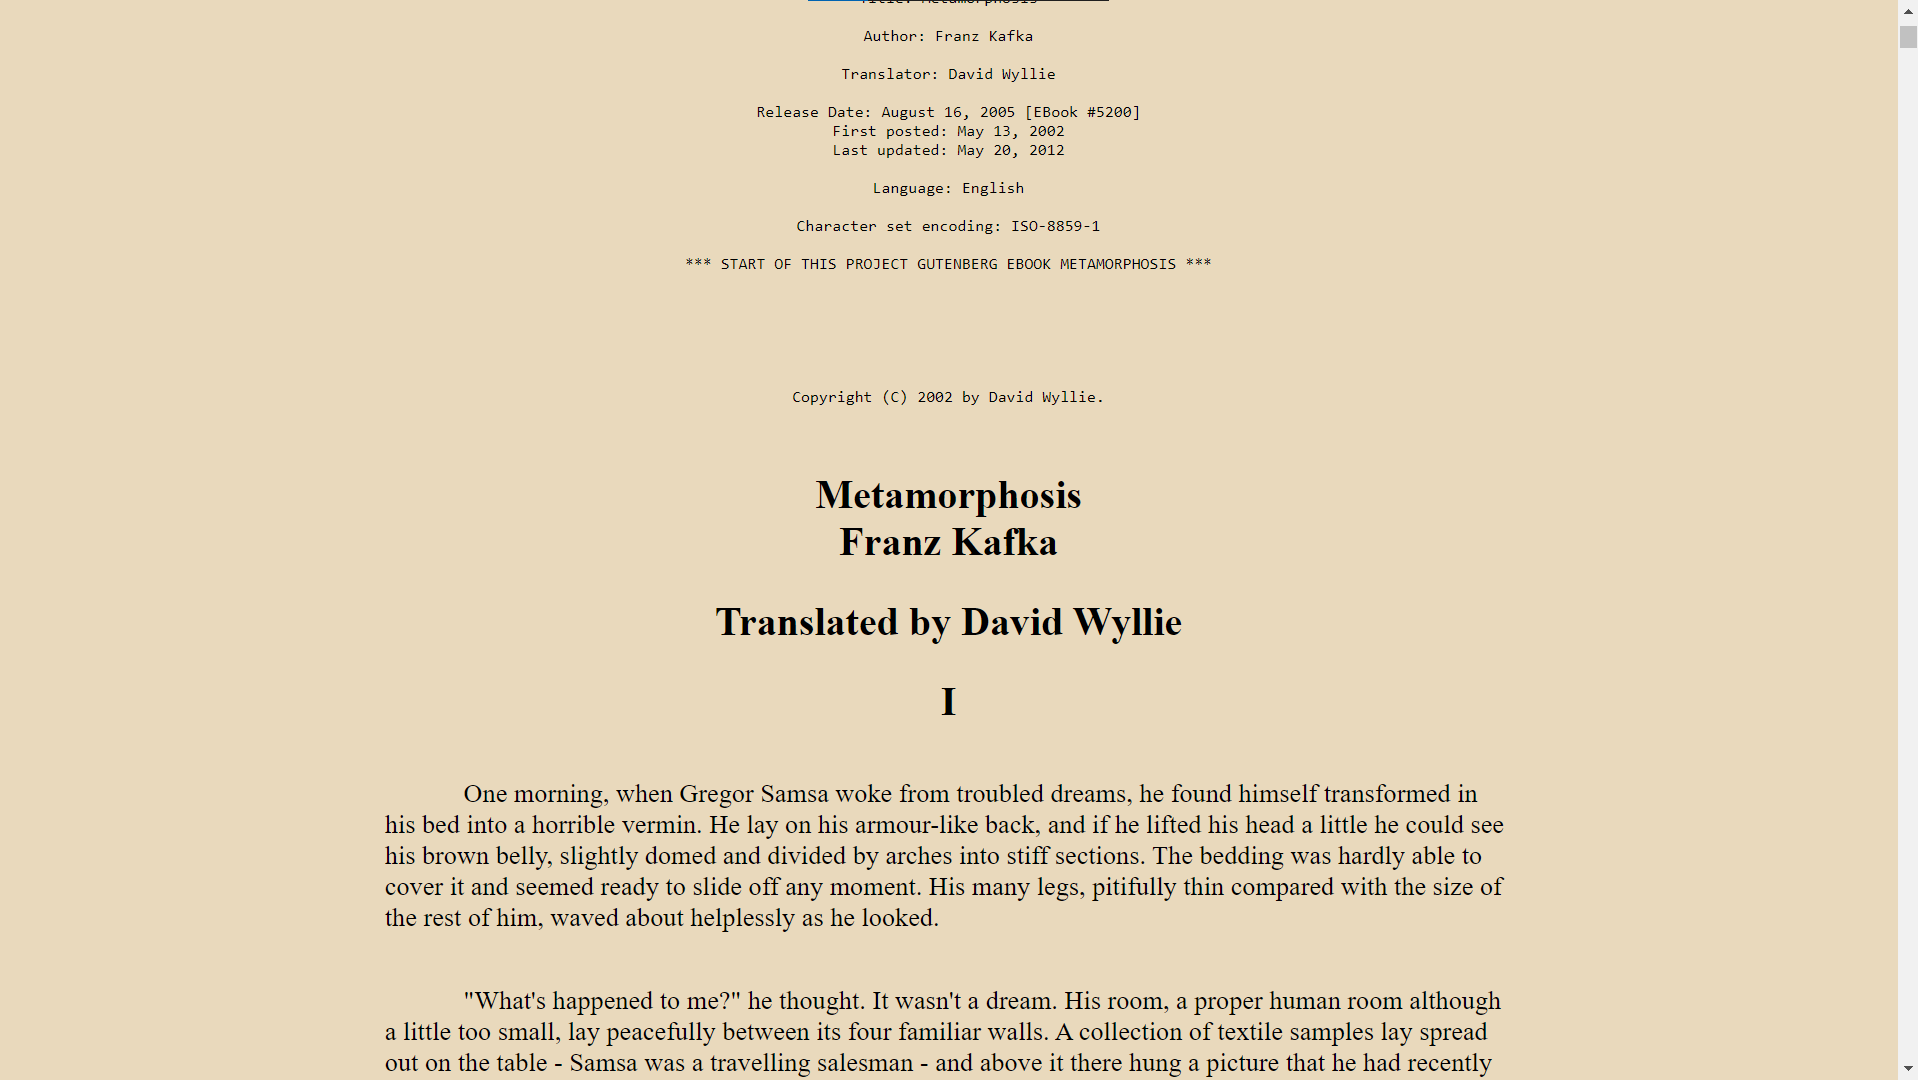 Title: Metamorphosis
Author: Franz Kafka
Translator: David Wyllie
Release Date: August 16, 2005 [EBook #5200]
First posted: May 13, 2002
Last updated: May 20, 2012
Language: English
Character set encoding: ISO-8859-1
*** START OF THIS PROJECT GUTENBERG EBOOK METAMORPHOSIS ***
Copyright (C) 2002 by David Wyllie.
Metamorphosis
Franz Kafka
Translated by David Wyllie
I
One morning, when Gregor Samsa woke from troubled dreams, he found himself transformed in
his bed into a horrible vermin. He lay on his armour-like back, and if he lifted his head a little he could see
his brown belly, slightly domed and divided by arches into stiff sections. The bedding was hardly able to
cover it and seemed ready to slide off any moment. His many legs, pitifully thin compared with the size of
the rest of him, waved about helplessly as he looked.
"What's happened to me?" he thought. It wasn't a dream. His room, a proper human room although
a little too small, lay peacefully between its four familiar walls. A collection of textile samples lay spread
out on the table - Samsa was a travelling salesman - and above it there hung a picture that he had recently